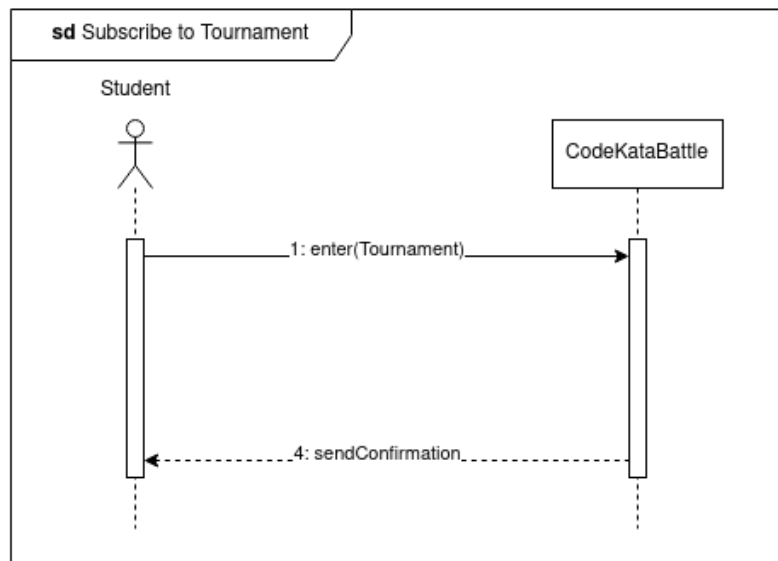 sd Subscribe to Tournament
Student
CodeKataBattle
1: enter(Tournament)
4: sendConfirmation